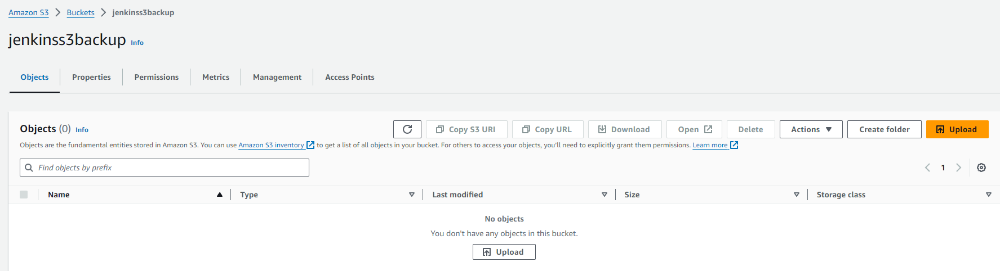 Amazon S3 > Buckets > jenkinss3backup
jenkinss3backup Info
Objects Properties Permissions Metrics Management Access Points
Objects (0) Info
Copy S3 URI Copy URL Download Open Delete Actions Create folder Upload
Objects are the fundamental entities stored in Amazon S3. You can use Amazon S3 inventory to get a list of all objects in your bucket. For others to access your objects, you'll need to explicitly grant them permissions. Learn more
Find objects by prefix
1
Name Type Last modified Size Storage class
No objects
You don't have any objects in this bucket.
Upload